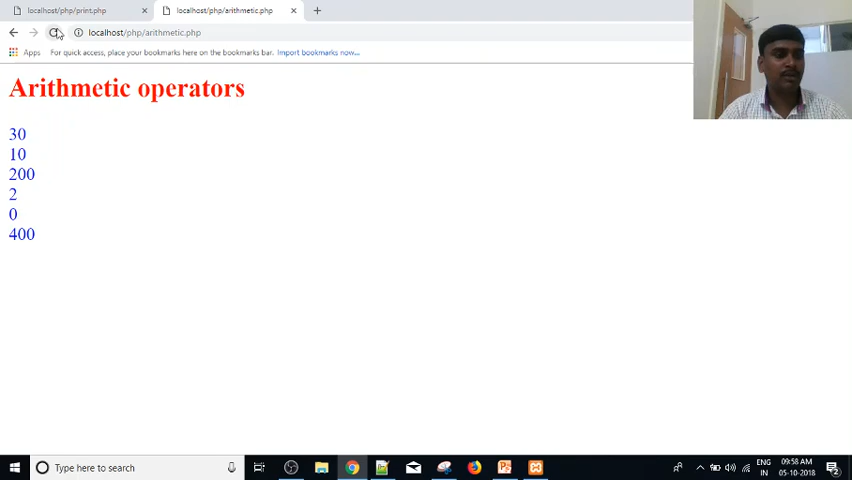 localhost/php/print.php
localhost/php/arithmetic.php
localhost/php/arithmetic.php
Apps
For quick access, place your bookmarks here on the bookmarks bar. Import bookmarks now...
Arithmetic operators
30
10
200
2
0
400
Type here to search
ENG
IN
09:58 AM
05-10-2018
2